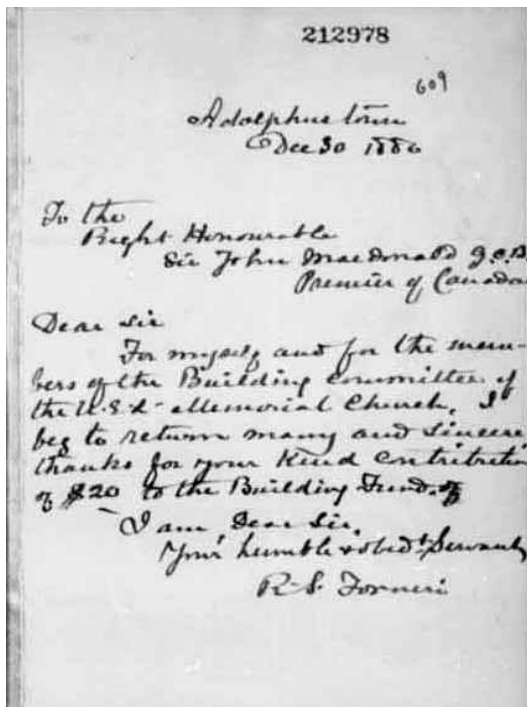 212978
609
Adolphustown
Dec 30 1886
To the
Right Honourable
Sir John Macdonald G.C.B
Premier of Canada
Dear Sir
For myself and for the mem-
bers of the Building Committee of
the U.E.L. Memorial Church, I
beg to return many and sincere
thanks for your kind contribution
of $20 to the Building Fund.
I am Dear Sir,
Your humble & obedt Servant
R. S. Forneri